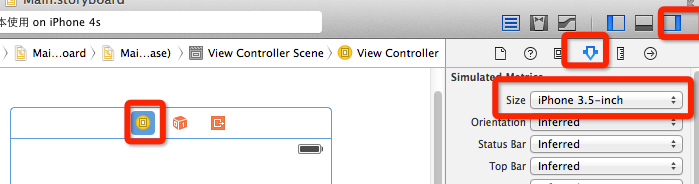 Main.storyboard
本使用 on iPhone 4s
Mai...oard
Mai...ase)
View Controller Scene
View Controller
Simulated Metrics
Size
iPhone 3.5-inch
Orientation
Inferred
Status Bar
Inferred
Top Bar
Inferred